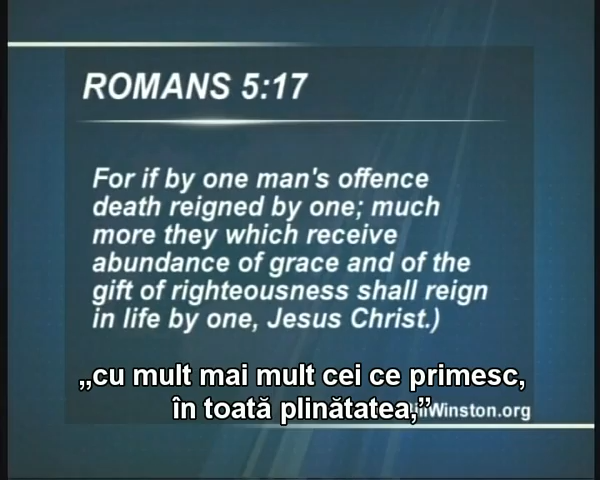 ROMANS 5:17
For if by one man's offence
death reigned by one; much
more they which receive
abundance of grace and of the
gift of righteousness shall reign
in life by one, Jesus Christ.)
„cu mult mai mult cei ce primesc,
în toată plinătatea,”
Winston.org